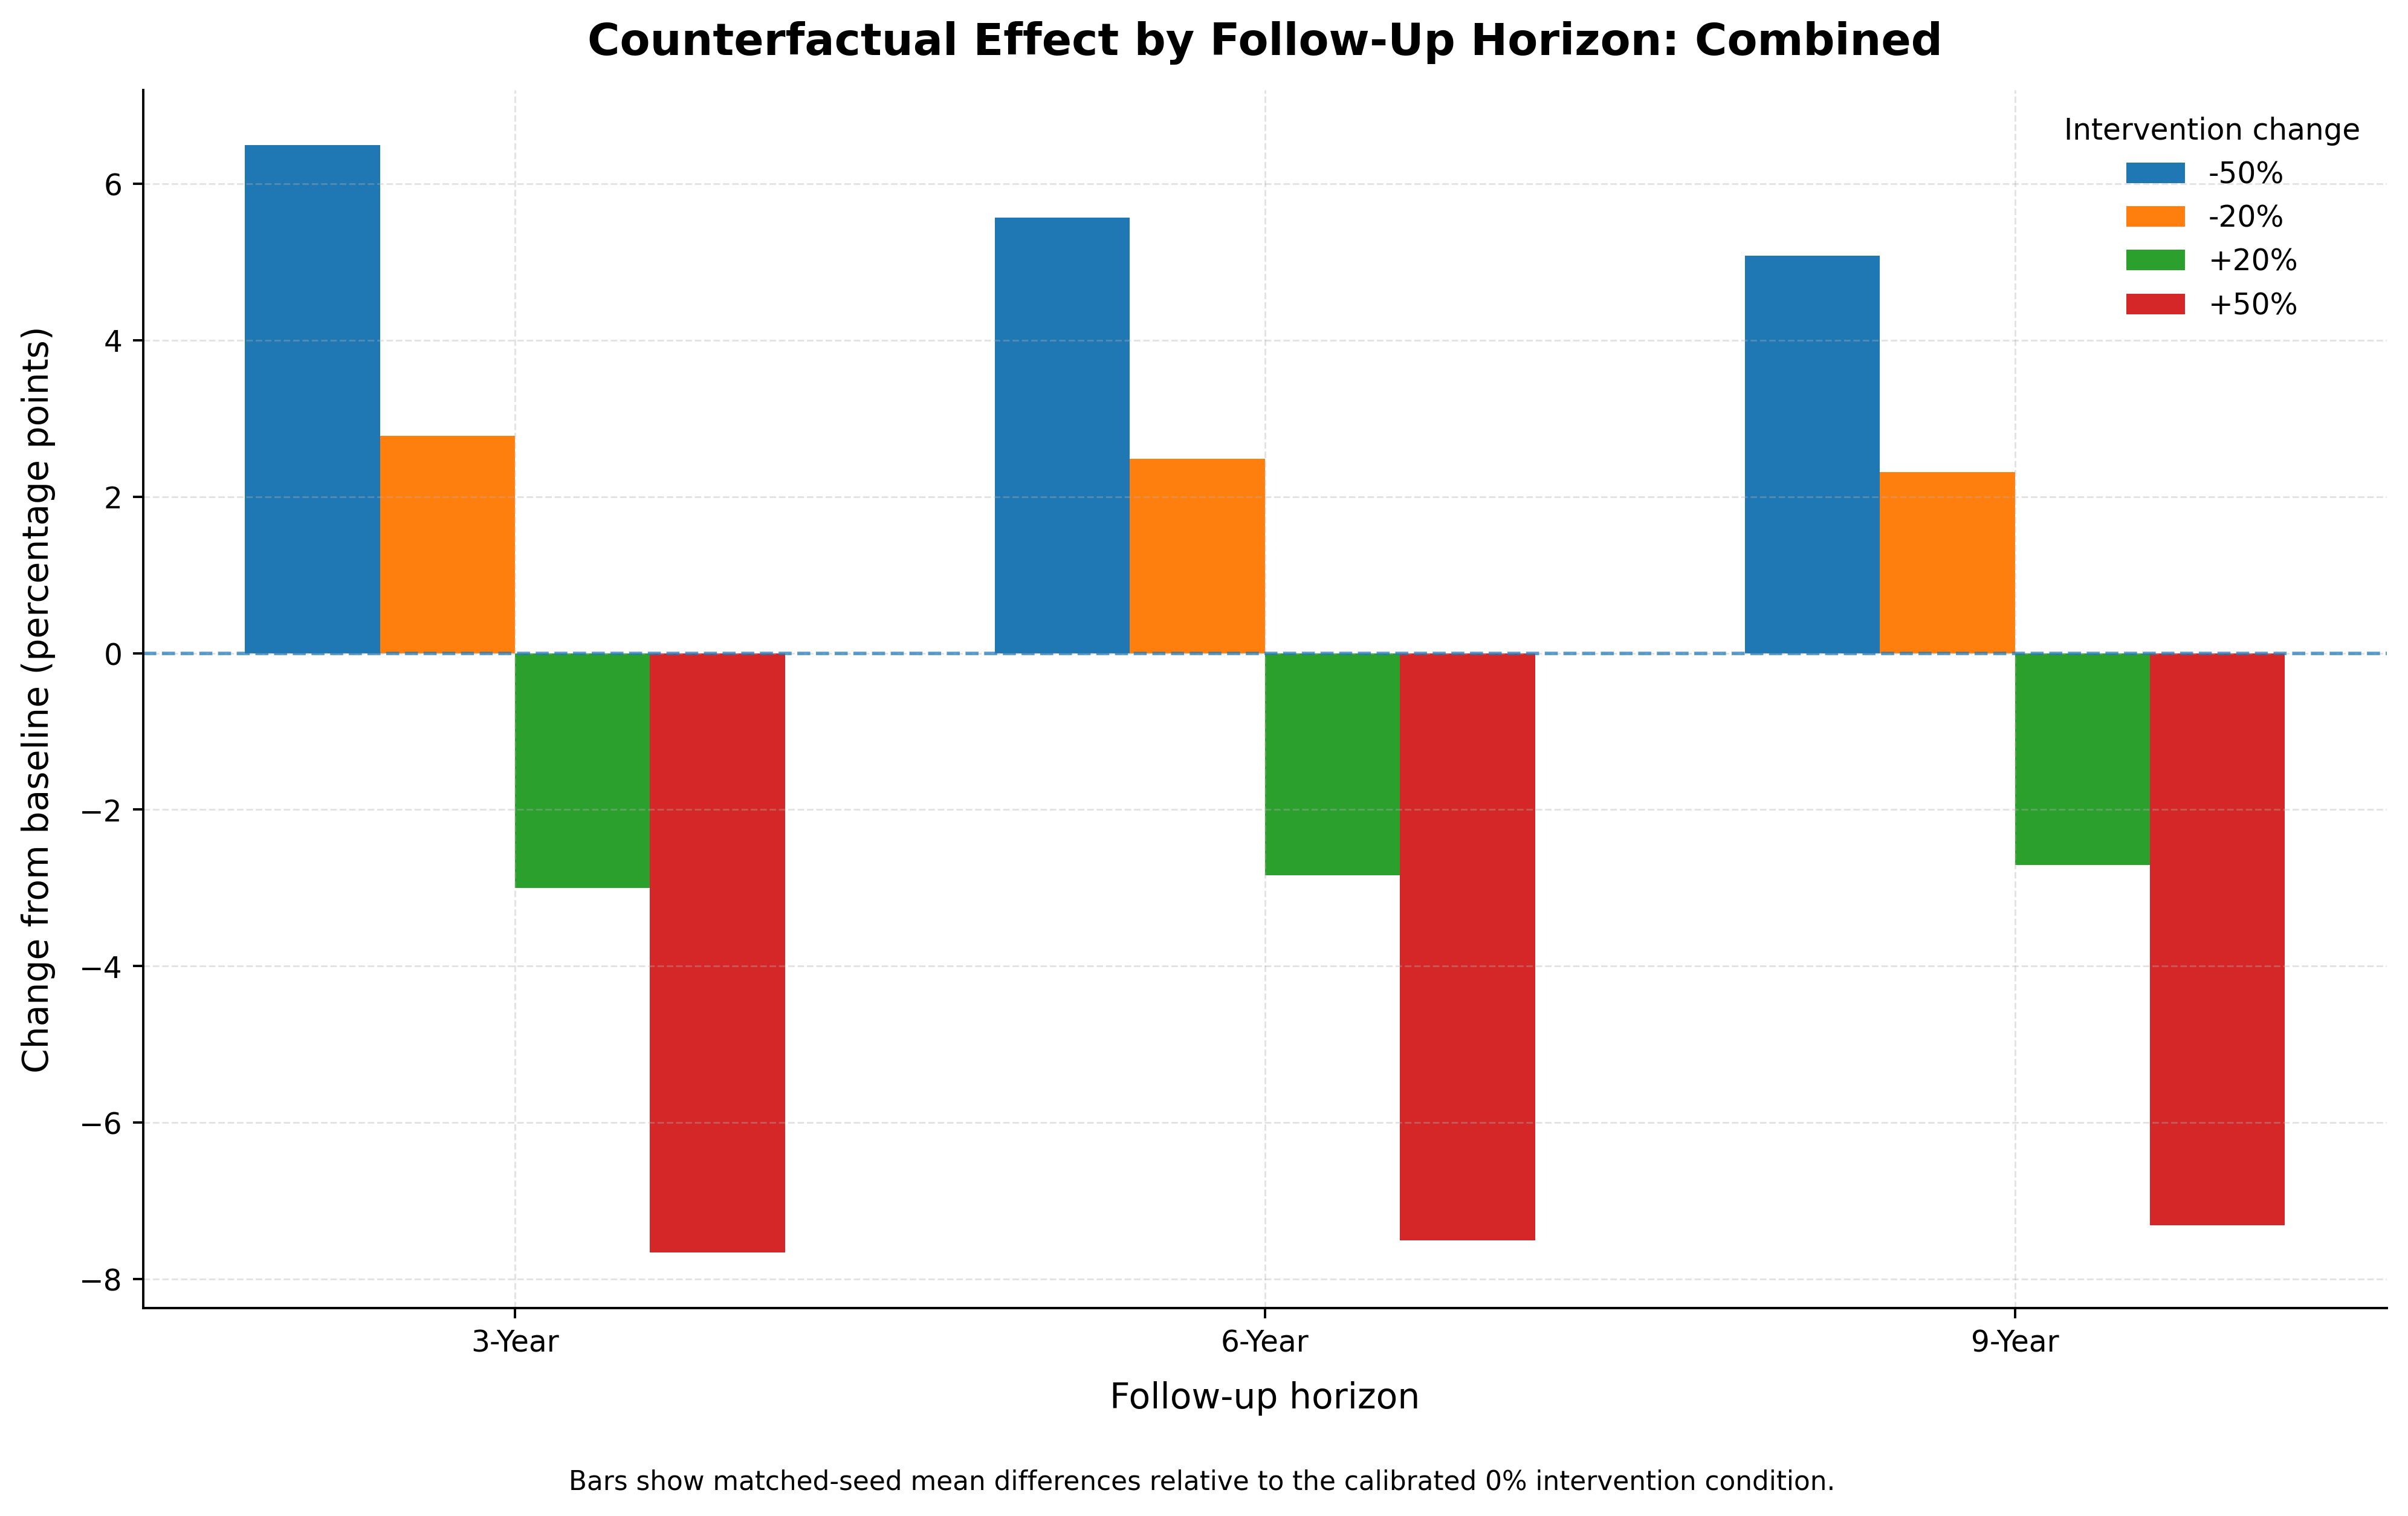 Counterfactual Effect by Follow-Up Horizon: Combined
Change from baseline (percentage points)
6
4
2
0
−2
−4
−6
−8
Intervention change
-50%
-20%
+20%
+50%
3-Year
6-Year
9-Year
Follow-up horizon
Bars show matched-seed mean differences relative to the calibrated 0% intervention condition.